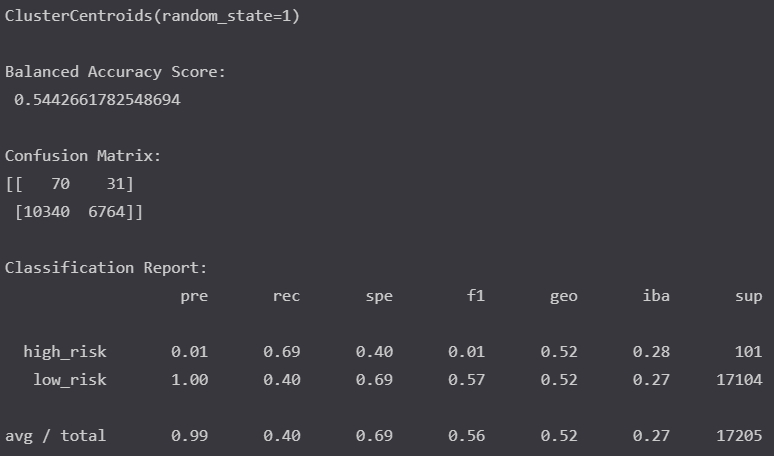 ClusterCentroids(random_state=1)
Balanced Accuracy Score:
0.5442661782548694
Confusion Matrix:
[[   70    31]
 [10340  6764]]
Classification Report:
pre rec spe f1 geo iba sup
high_risk 0.01 0.69 0.40 0.01 0.52 0.28 101
low_risk 1.00 0.40 0.69 0.57 0.52 0.27 17104
avg / total 0.99 0.40 0.69 0.56 0.52 0.27 17205